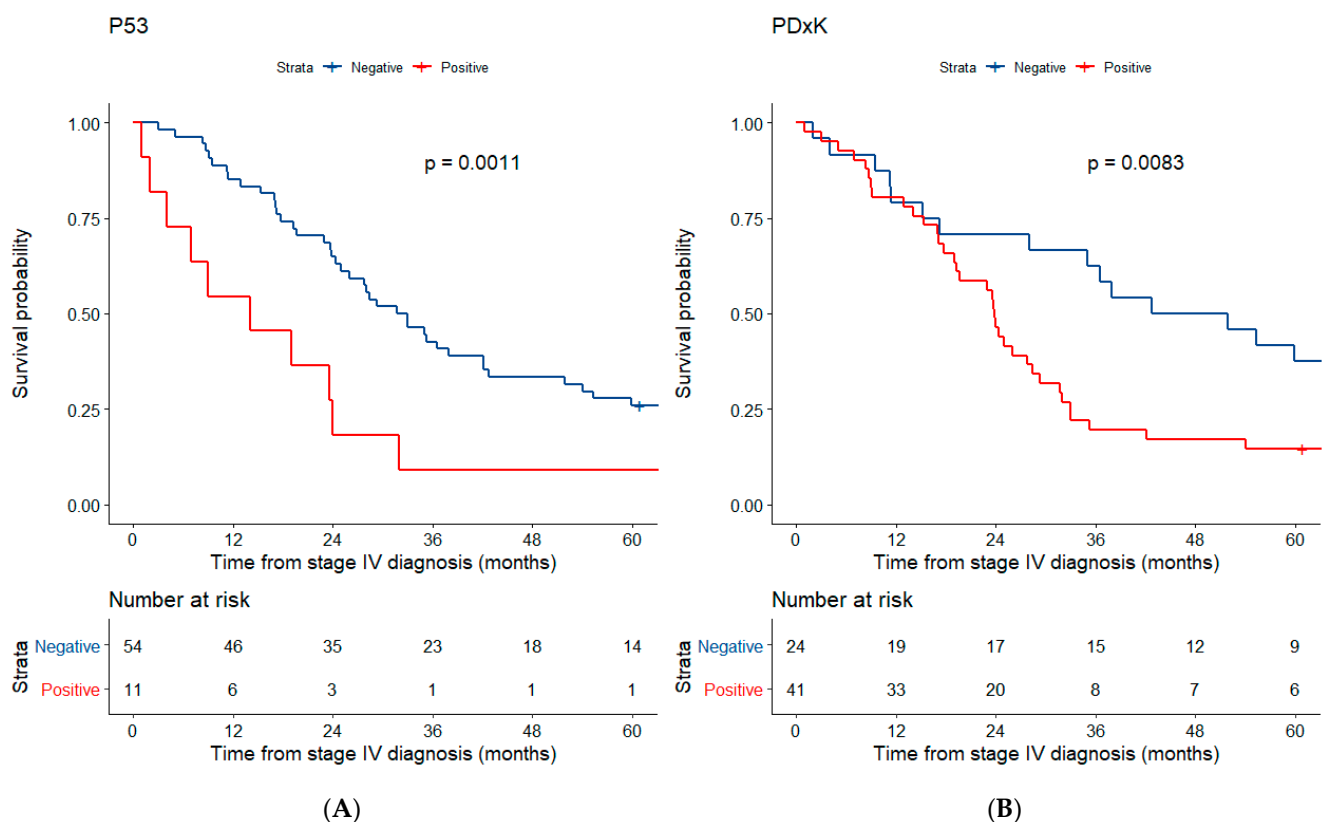 P53
Strata Negative Positive
Survival probability
1.00
0.75
0.50
0.25
0.00
p = 0.0011
0 12 24 36 48 60
Time from stage IV diagnosis (months)
Number at risk
Strata
Negative 54 46 35 23 18 14
Positive 11 6 3 1 1 1
0 12 24 36 48 60
Time from stage IV diagnosis (months)
(A)
PDxK
Strata Negative Positive
Survival probability
1.00
0.75
0.50
0.25
0.00
p = 0.0083
0 12 24 36 48 60
Time from stage IV diagnosis (months)
Number at risk
Strata
Negative 24 19 17 15 12 9
Positive 41 33 20 8 7 6
0 12 24 36 48 60
Time from stage IV diagnosis (months)
(B)